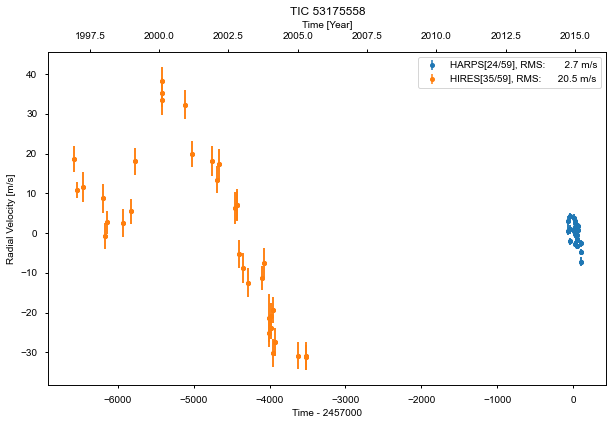 TIC 53175558
Time [Year]
1997.5 2000.0 2002.5 2005.0 2007.5 2010.0 2012.5 2015.0
HARPS[24/59], RMS: 2.7 m/s
HIRES[35/59], RMS: 20.5 m/s
Radial Velocity [m/s]
40
30
20
10
0
−10
−20
−30
−6000 −5000 −4000 −3000 −2000 −1000 0
Time - 2457000